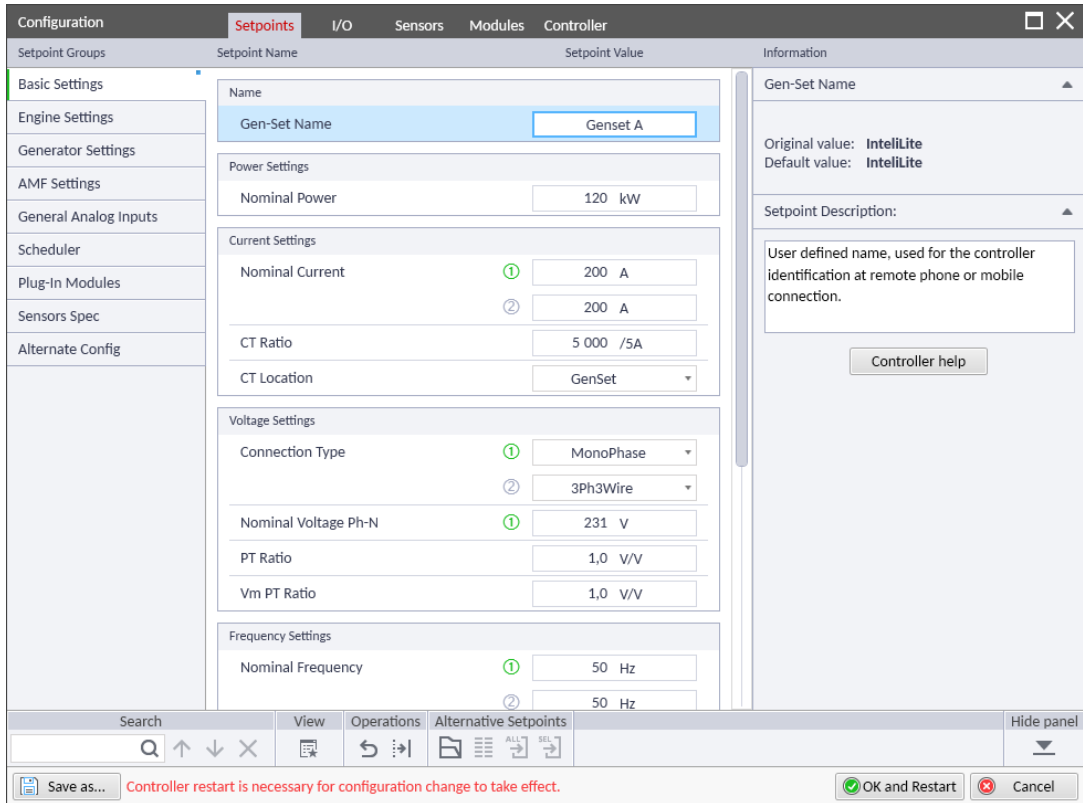 Configuration
Setpoints I/O Sensors Modules Controller
Setpoint Groups
Setpoint Name Setpoint Value
Information
Basic Settings
Engine Settings
Generator Settings
AMF Settings
General Analog Inputs
Scheduler
Plug-In Modules
Sensors Spec
Alternate Config
Name
Gen-Set Name Genset A
Power Settings
Nominal Power 120 kW
Current Settings
Nominal Current ① 200 A
② 200 A
CT Ratio 5 000 /5A
CT Location GenSet
Voltage Settings
Connection Type ① MonoPhase
② 3Ph3Wire
Nominal Voltage Ph-N ① 231 V
PT Ratio 1,0 V/V
Vm PT Ratio 1,0 V/V
Frequency Settings
Nominal Frequency ① 50 Hz
② 50 Hz
Gen-Set Name
Original value: InteliLite
Default value: InteliLite
Setpoint Description:
User defined name, used for the controller
identification at remote phone or mobile
connection.
Controller help
Search View Operations Alternative Setpoints Hide panel
ALL SEL
Save as... Controller restart is necessary for configuration change to take effect. OK and Restart Cancel